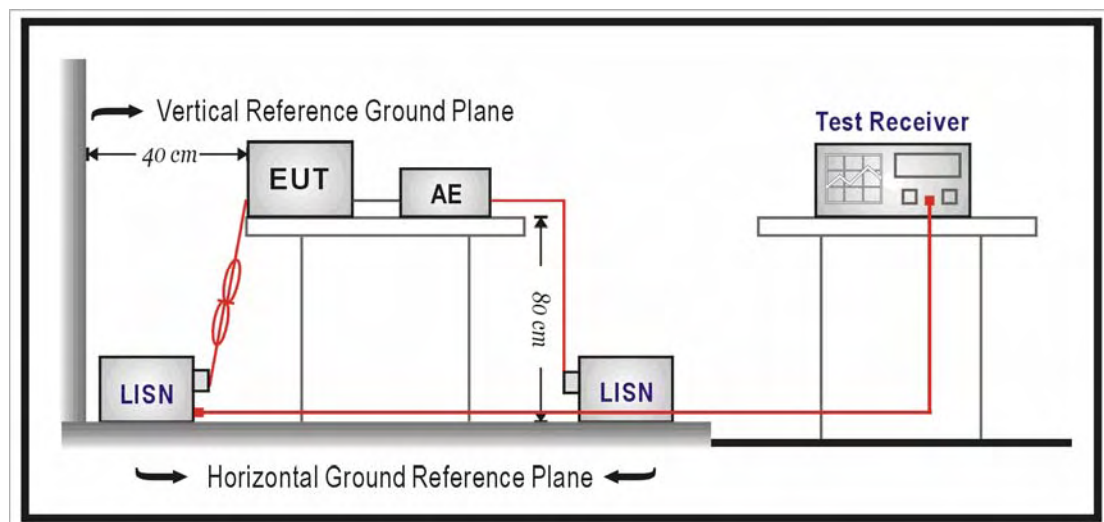 Vertical Reference Ground Plane
40 cm
EUT
AE
Test Receiver
80 cm
LISN
LISN
Horizontal Ground Reference Plane